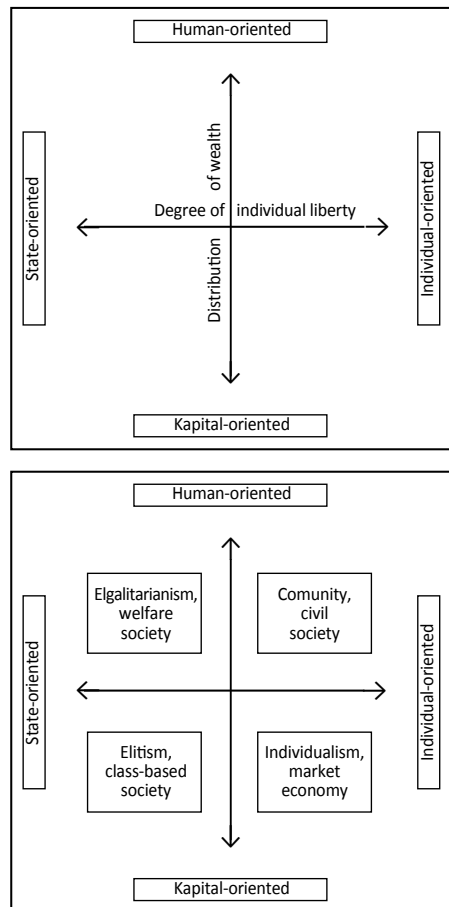 Human-oriented
of wealth
Degree of individual liberty
State-oriented
Individual-oriented
Distribution
Kapital-oriented
Human-oriented
Elgalitarianism,
welfare
society
Comunity,
civil
society
State-oriented
Individual-oriented
Elitism,
class-based
society
Individualism,
market
economy
Kapital-oriented